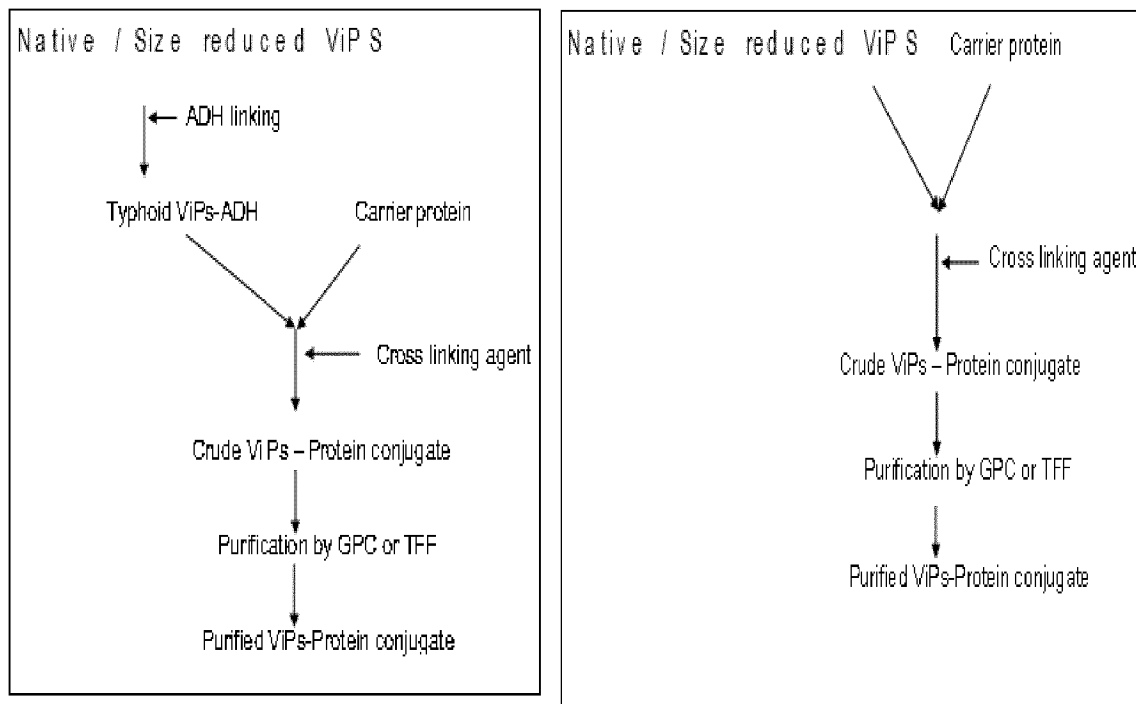 Native / Size reduced ViPS
ADH linking
Typhoid ViPs-ADH
Carrier protein
Cross linking agent
Crude ViPs – Protein conjugate
Purification by GPC or TFF
Purified ViPs-Protein conjugate
Native / Size reduced ViPS
Carrier protein
Cross linking agent
Crude ViPs – Protein conjugate
Purification by GPC or TFF
Purified ViPs-Protein conjugate